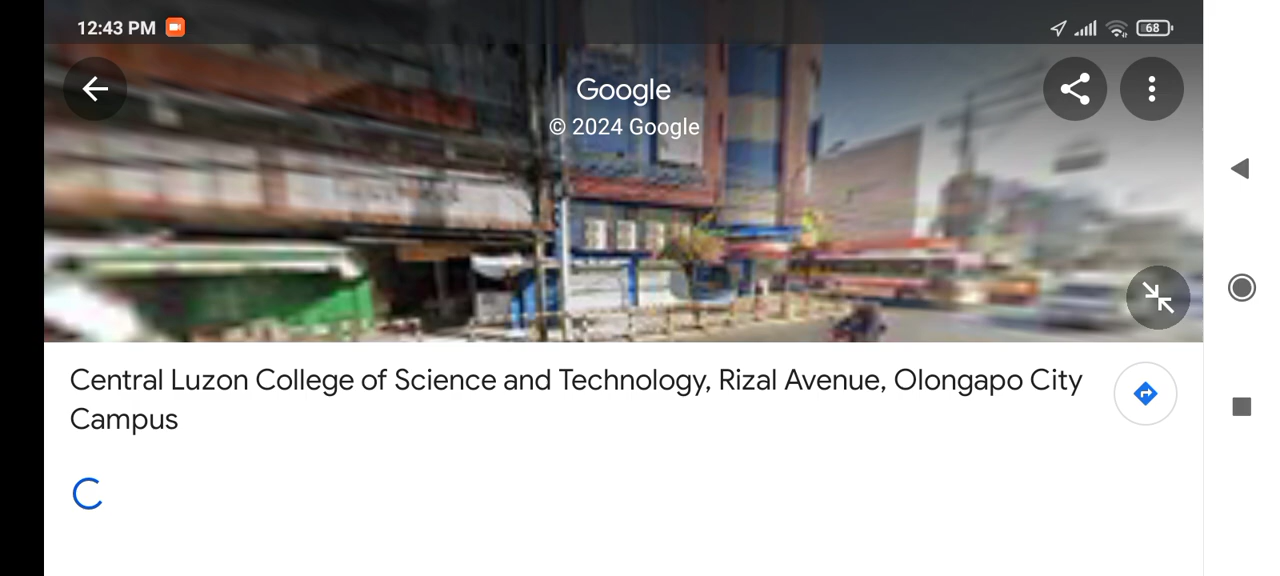 12:43 PM
68
Google
© 2024 Google
Central Luzon College of Science and Technology, Rizal Avenue, Olongapo City
Campus